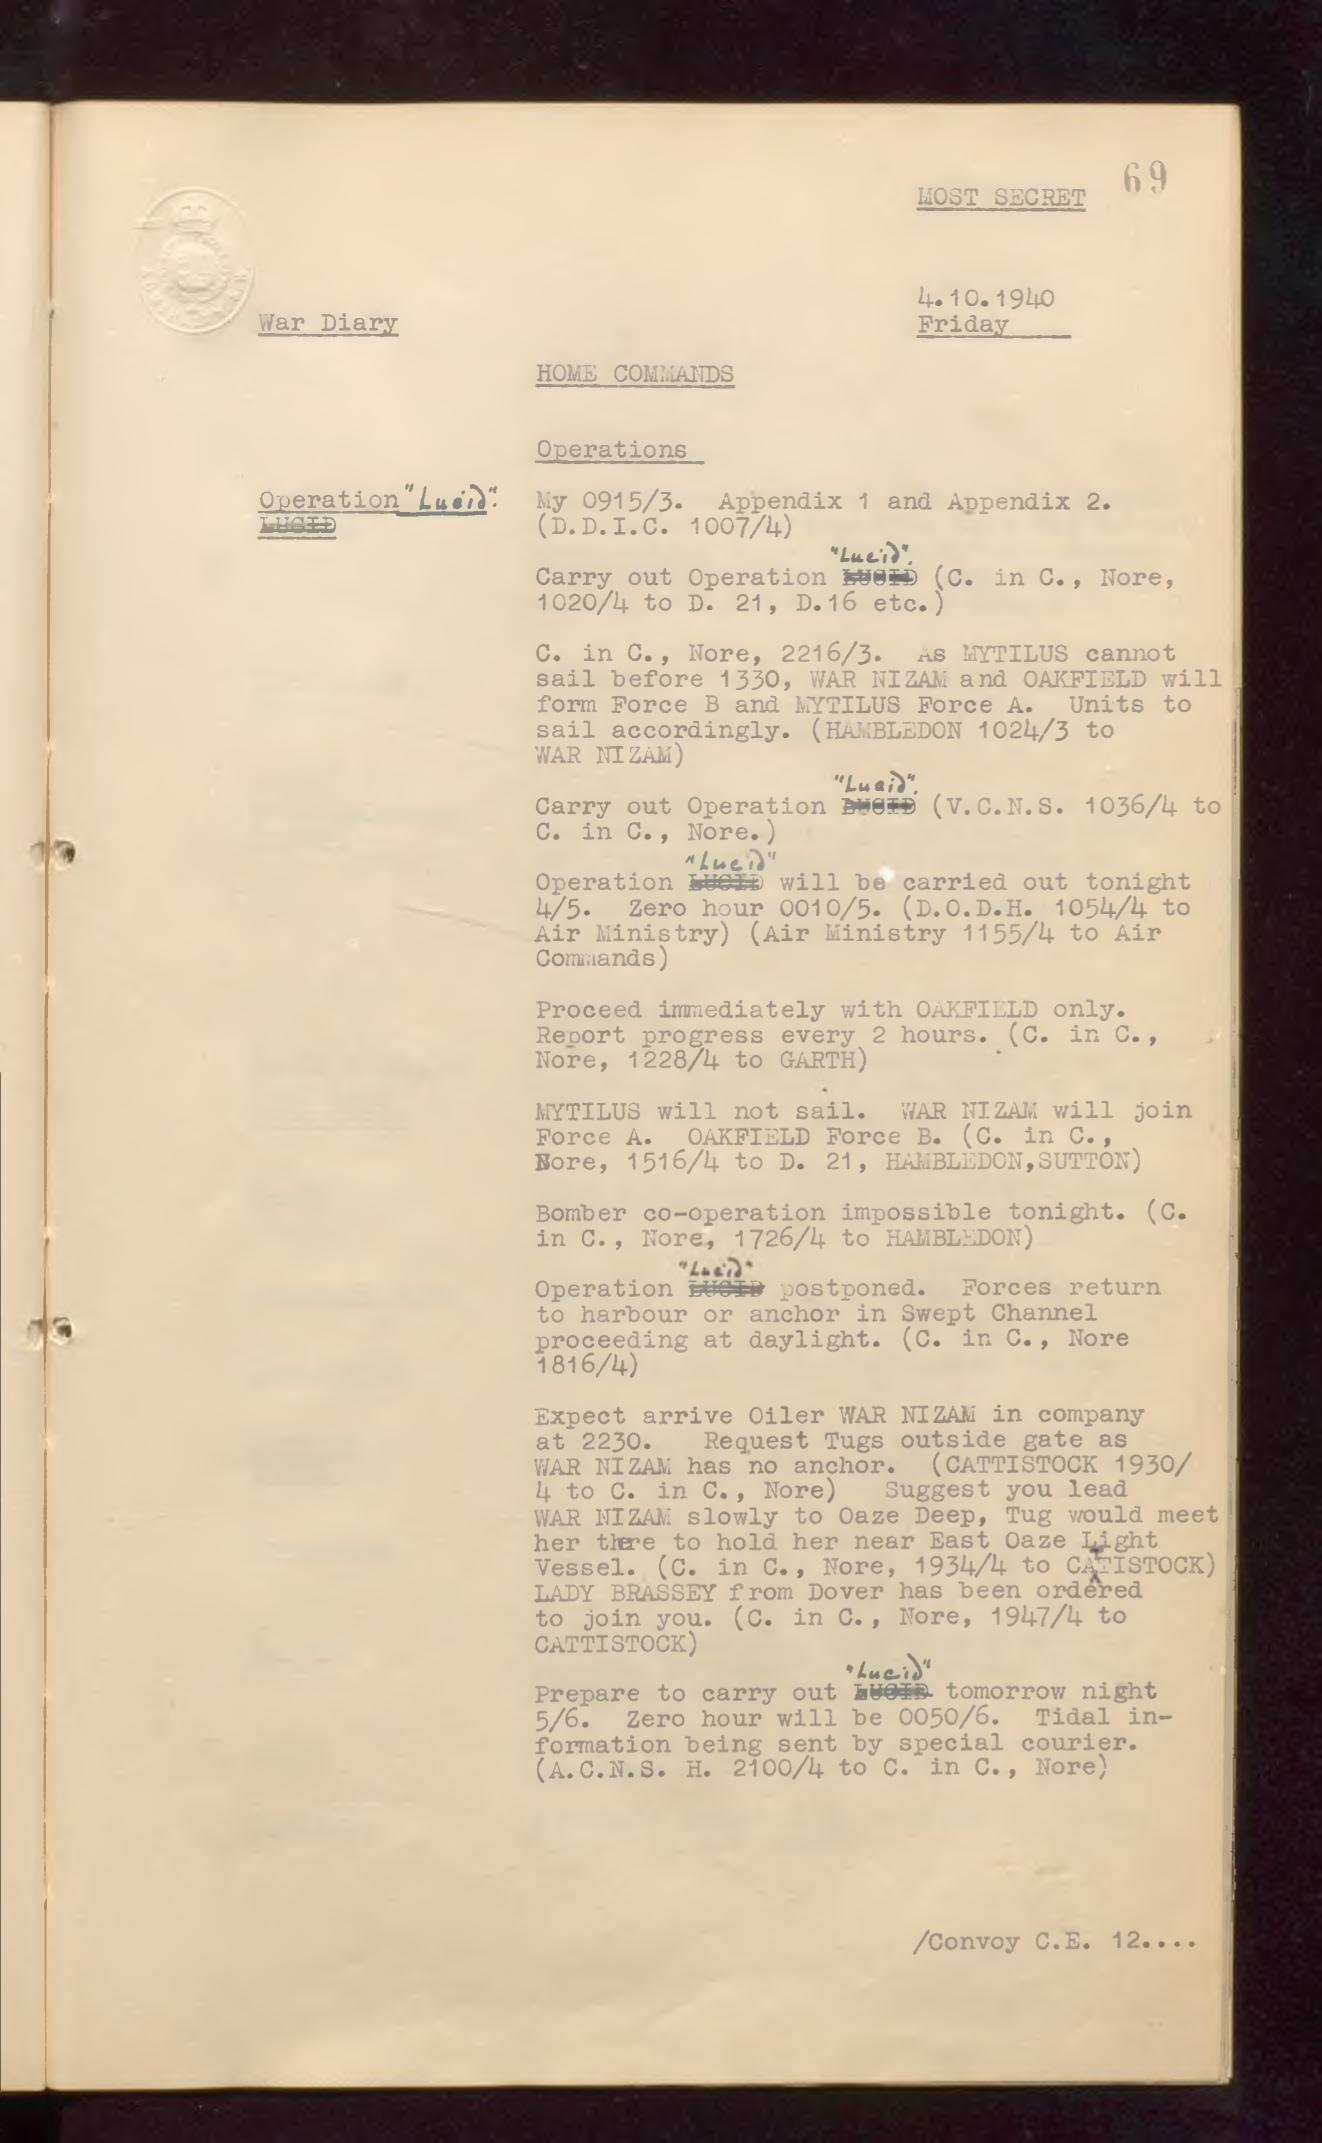 69
MOST SECRET
4.10.1940
War Diary
Friday
HOME COMMANDS
Operations
Operation "Lucid".
LUCID
My 0915/3. Appendix 1 and Appendix 2.
(D.D.I.C. 1007/4)
"Lucid".
Carry out Operation LUCID (C. in C., Nore,
1020/4 to D. 21, D.16 etc.)
C. in C., Nore, 2216/3. As MYTILUS cannot
sail before 1330, WAR NIZAM and OAKFIELD will
form Force B and MYTILUS Force A. Units to
sail accordingly. (HAMBLEDON 1024/3 to
WAR NIZAM)
"Lucid".
Carry out Operation LUCID (V.C.N.S. 1036/4 to
C. in C., Nore.)
"Lucid"
Operation LUCID will be carried out tonight
4/5. Zero hour 0010/5. (D.O.D.H. 1054/4 to
Air Ministry) (Air Ministry 1155/4 to Air
Commands)
Proceed immediately with OAKFIELD only.
Report progress every 2 hours. (C. in C.,
Nore, 1228/4 to GARTH)
MYTILUS will not sail. WAR NIZAM will join
Force A. OAKFIELD Force B. (C. in C.,
Nore, 1516/4 to D. 21, HAMBLEDON,SUTTON)
Bomber co-operation impossible tonight. (C.
in C., Nore, 1726/4 to HAMBLEDON)
"Lucid"
Operation LUCID postponed. Forces return
to harbour or anchor in Swept Channel
proceeding at daylight. (C. in C., Nore
1816/4)
Expect arrive Oiler WAR NIZAM in company
at 2230. Request Tugs outside gate as
WAR NIZAM has no anchor. (CATTISTOCK 1930/
4 to C. in C., Nore) Suggest you lead
WAR NIZAM slowly to Oaze Deep, Tug would meet
her there to hold her near East Oaze Light
Vessel. (C. in C., Nore, 1934/4 to CATTISTOCK)
LADY BRASSEY from Dover has been ordered
to join you. (C. in C., Nore, 1947/4 to
CATTISTOCK)
"Lucid"
Prepare to carry out LUCID tomorrow night
5/6. Zero hour will be 0050/6. Tidal in-
formation being sent by special courier.
(A.C.N.S. H. 2100/4 to C. in C., Nore)
/Convoy C.E. 12....